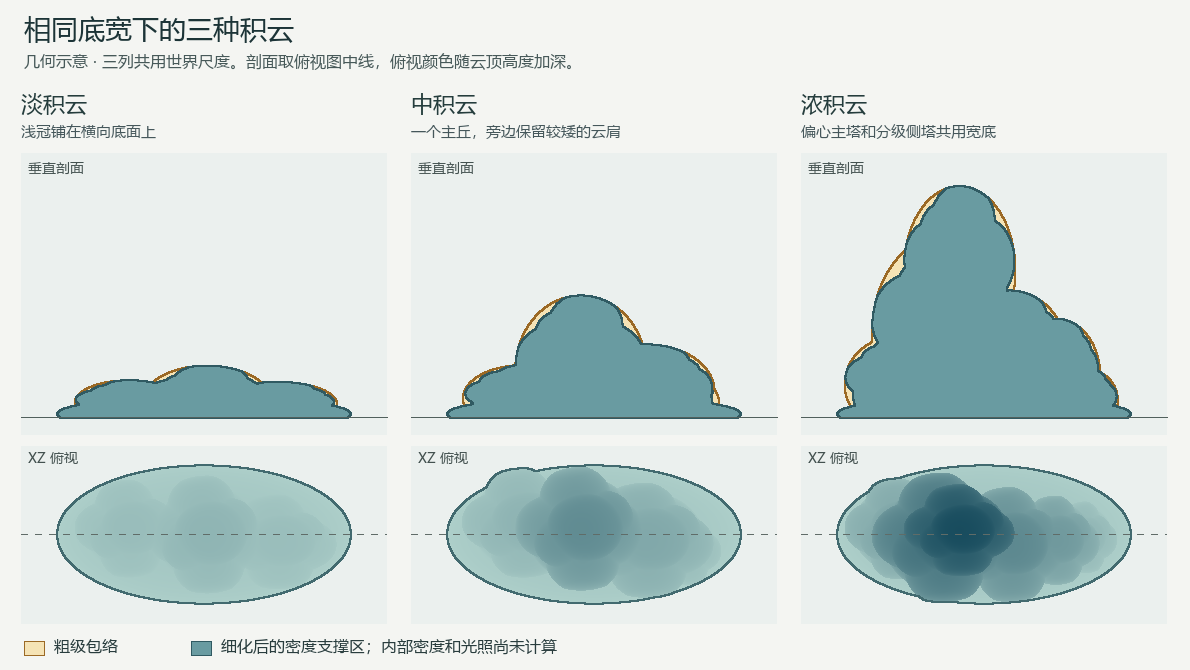 相同底宽下的三种积云
几何示意 · 三列共用世界尺度。剖面取俯视图中线，俯视颜色随云顶高度加深。
淡积云
浅冠铺在横向底面上
垂直剖面
XZ 俯视
中积云
一个主丘，旁边保留较矮的云肩
垂直剖面
XZ 俯视
浓积云
偏心主塔和分级侧塔共用宽底
垂直剖面
XZ 俯视
粗级包络
细化后的密度支撑区；内部密度和光照尚未计算